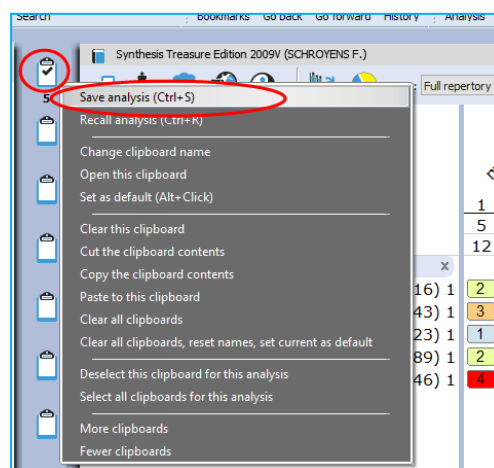 Search Bookmarks Go back Go forward History Analysis
Synthesis Treasure Edition 2009V (SCHROYENS F.)
: Full repertory
5
Save analysis (Ctrl+S)
Recall analysis (Ctrl+R)
Change clipboard name
Open this clipboard
Set as default (Alt+Click)
Clear this clipboard
Cut the clipboard contents
Copy the clipboard contents
Paste to this clipboard
Clear all clipboards
Clear all clipboards, reset names, set current as default
Deselect this clipboard for this analysis
Select all clipboards for this analysis
More clipboards
Fewer clipboards
1
5
12
x
16) 1 2
43) 1 3
23) 1 1
89) 1 2
46) 1 4